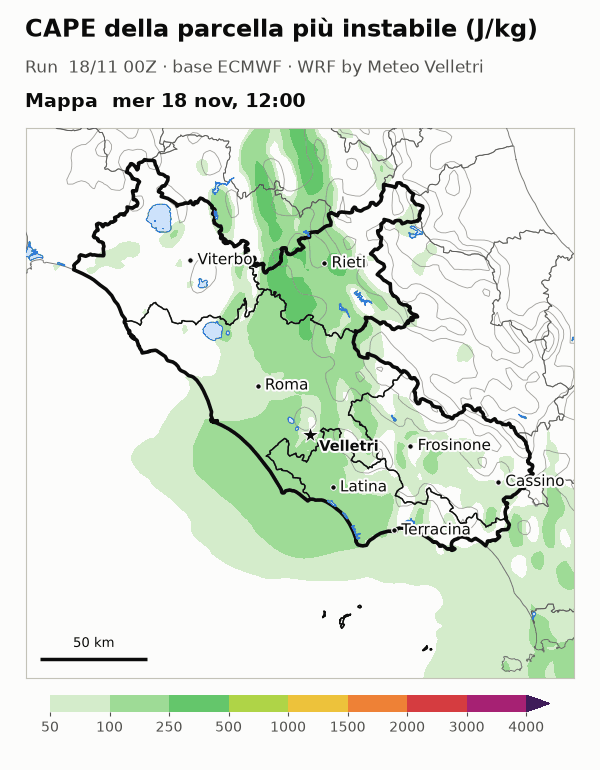 CAPE della parcella più instabile (J/kg)
Run  18/11 00Z · base ECMWF · WRF by Meteo Velletri
Mappa  mer 18 nov, 12:00
Viterbo
Rieti
Roma
Velletri
Frosinone
Latina
Cassino
Terracina
50 km
50 100 250 500 1000 1500 2000 3000 4000